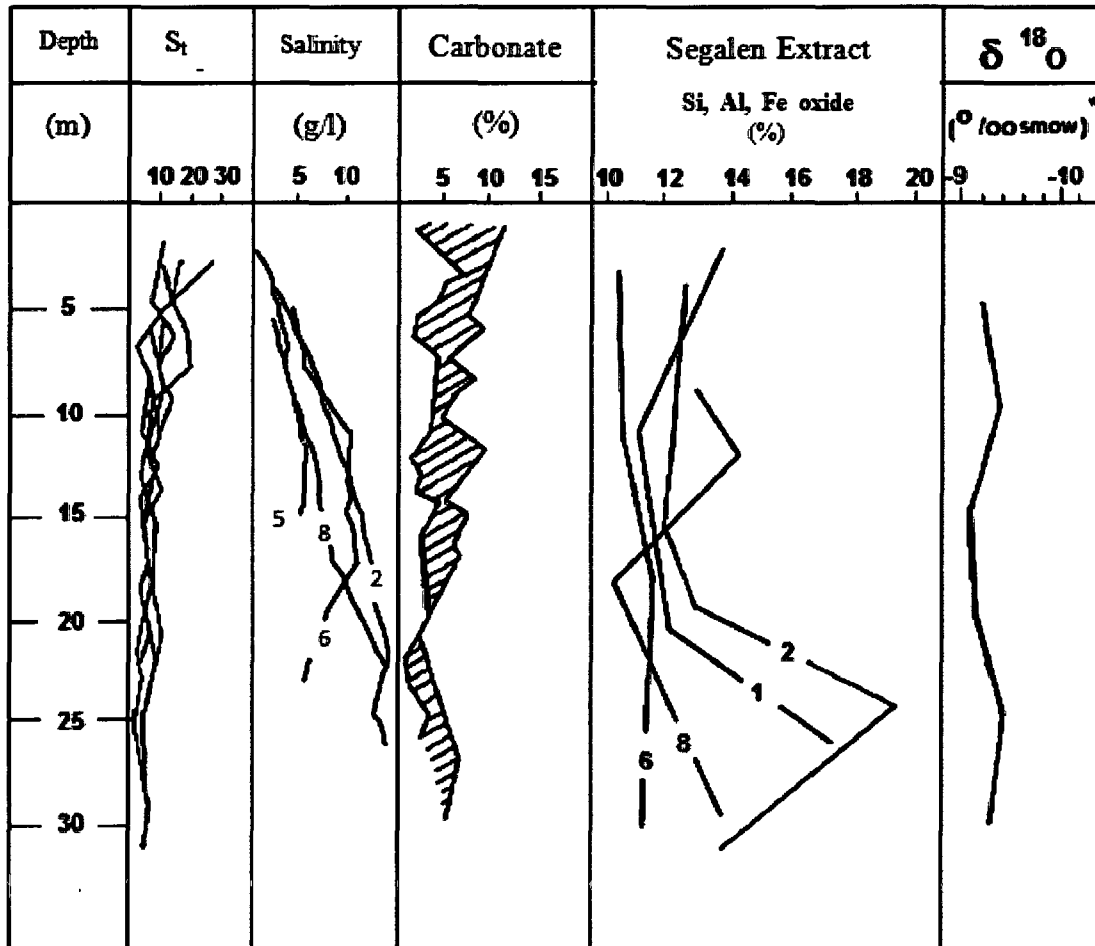 Depth
St
Salinity
Carbonate
Segalen Extract
δ 18O
(m)
(g/l)
(%)
Si, Al, Fe oxide
(%)
(o/oo smow)*
10 20 30
5 10
5 10 15
10 12 14 16 18 20
-9 -10
5
10
15
20
25
30
5
8
2
6
2
1
8
6